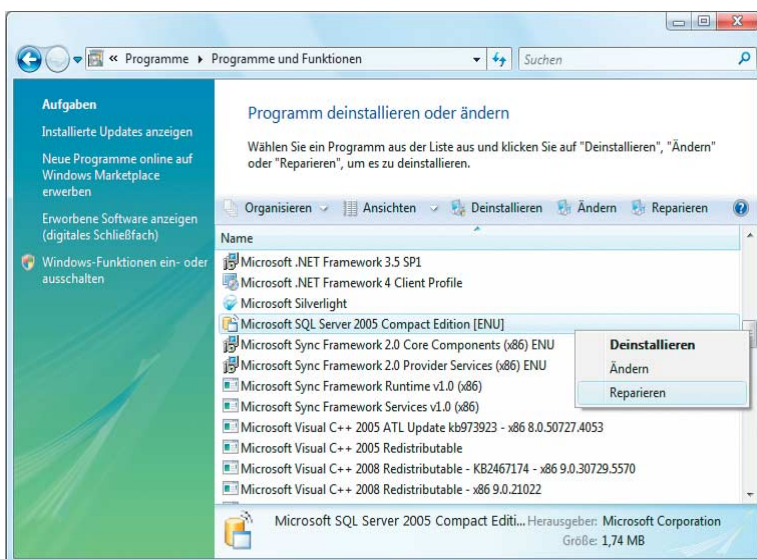 « Programme ▸ Programme und Funktionen
Suchen
Aufgaben
Installierte Updates anzeigen
Neue Programme online auf
Windows Marketplace
erwerben
Erworbene Software anzeigen
(digitales Schließfach)
Windows-Funktionen ein- oder
ausschalten
Programm deinstallieren oder ändern
Wählen Sie ein Programm aus der Liste aus und klicken Sie auf "Deinstallieren", "Ändern"
oder "Reparieren", um es zu deinstallieren.
Organisieren Ansichten Deinstallieren Ändern Reparieren
Name
Microsoft .NET Framework 3.5 SP1
Microsoft .NET Framework 4 Client Profile
Microsoft Silverlight
Microsoft SQL Server 2005 Compact Edition [ENU]
Microsoft Sync Framework 2.0 Core Components (x86) ENU
Microsoft Sync Framework 2.0 Provider Services (x86) ENU
Microsoft Sync Framework Runtime v1.0 (x86)
Microsoft Sync Framework Services v1.0 (x86)
Microsoft Visual C++ 2005 ATL Update kb973923 - x86 8.0.50727.4053
Microsoft Visual C++ 2005 Redistributable
Microsoft Visual C++ 2008 Redistributable - KB2467174 - x86 9.0.30729.5570
Microsoft Visual C++ 2008 Redistributable - x86 9.0.21022
Deinstallieren
Ändern
Reparieren
Microsoft SQL Server 2005 Compact Editi... Herausgeber: Microsoft Corporation
Größe: 1,74 MB